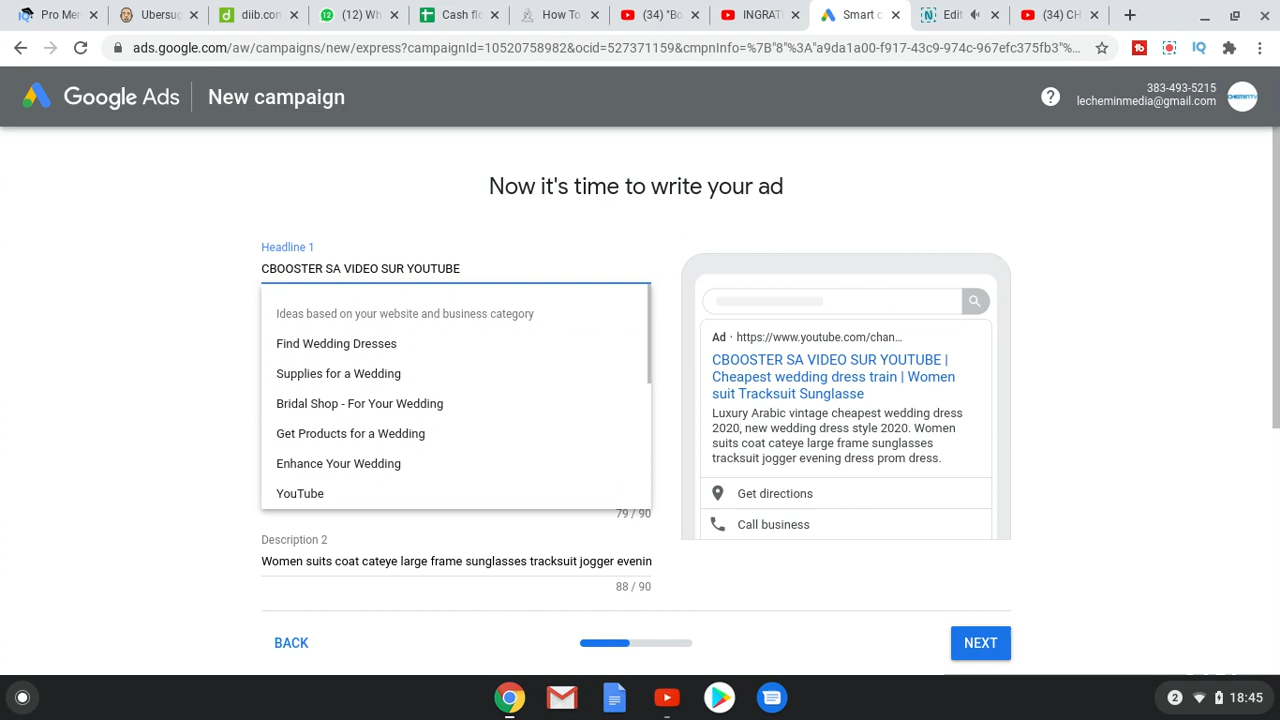 Pro Mem
Ubersug
diib.com
(12) Wh
Cash flo
How To
(34) "Bo
INGRATI
Smart c
Edit
(34) CH
ads.google.com/aw/campaigns/new/express?campaignId=10520758982&ocid=527371159&cmpnInfo=%7B"8"%3A"a9da1a00-f917-43c9-974c-967efc375fb3"%...
Google Ads
New campaign
383-493-5215
lecheminmedia@gmail.com
Now it's time to write your ad
Headline 1
CBOOSTER SA VIDEO SUR YOUTUBE
Ideas based on your website and business category
Find Wedding Dresses
Supplies for a Wedding
Bridal Shop - For Your Wedding
Get Products for a Wedding
Enhance Your Wedding
YouTube
79 / 90
Description 2
Women suits coat cateye large frame sunglasses tracksuit jogger evenin
88 / 90
Ad · https://www.youtube.com/chan...
CBOOSTER SA VIDEO SUR YOUTUBE |
Cheapest wedding dress train | Women
suit Tracksuit Sunglasse
Luxury Arabic vintage cheapest wedding dress
2020, new wedding dress style 2020. Women
suits coat cateye large frame sunglasses
tracksuit jogger evening dress prom dress.
Get directions
Call business
BACK
NEXT
2
18:45